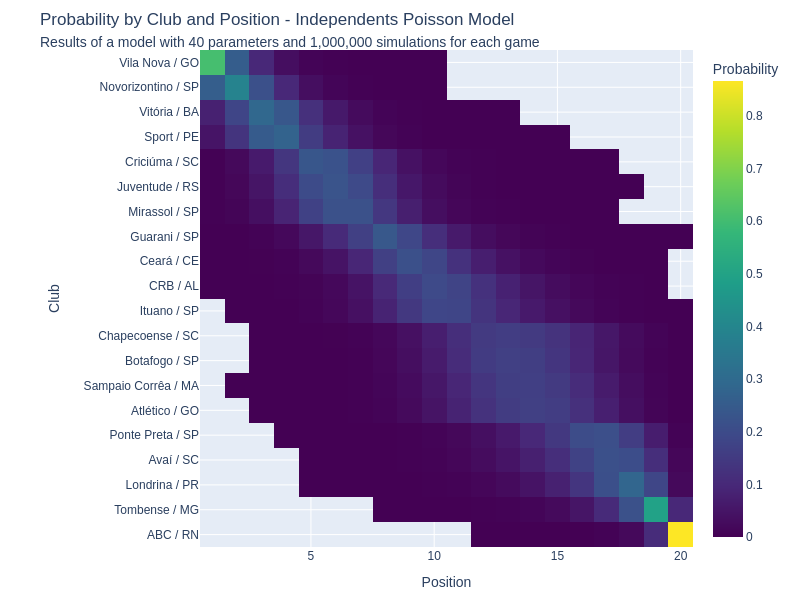 Probability by Club and Position - Independents Poisson Model
Results of a model with 40 parameters and 1,000,000 simulations for each game
Probability
Club
Vila Nova / GO
Novorizontino / SP
Vitória / BA
Sport / PE
Criciúma / SC
Juventude / RS
Mirassol / SP
Guarani / SP
Ceará / CE
CRB / AL
Ituano / SP
Chapecoense / SC
Botafogo / SP
Sampaio Corrêa / MA
Atlético / GO
Ponte Preta / SP
Avaí / SC
Londrina / PR
Tombense / MG
ABC / RN
0.8
0.7
0.6
0.5
0.4
0.3
0.2
0.1
0
5 10 15 20
Position